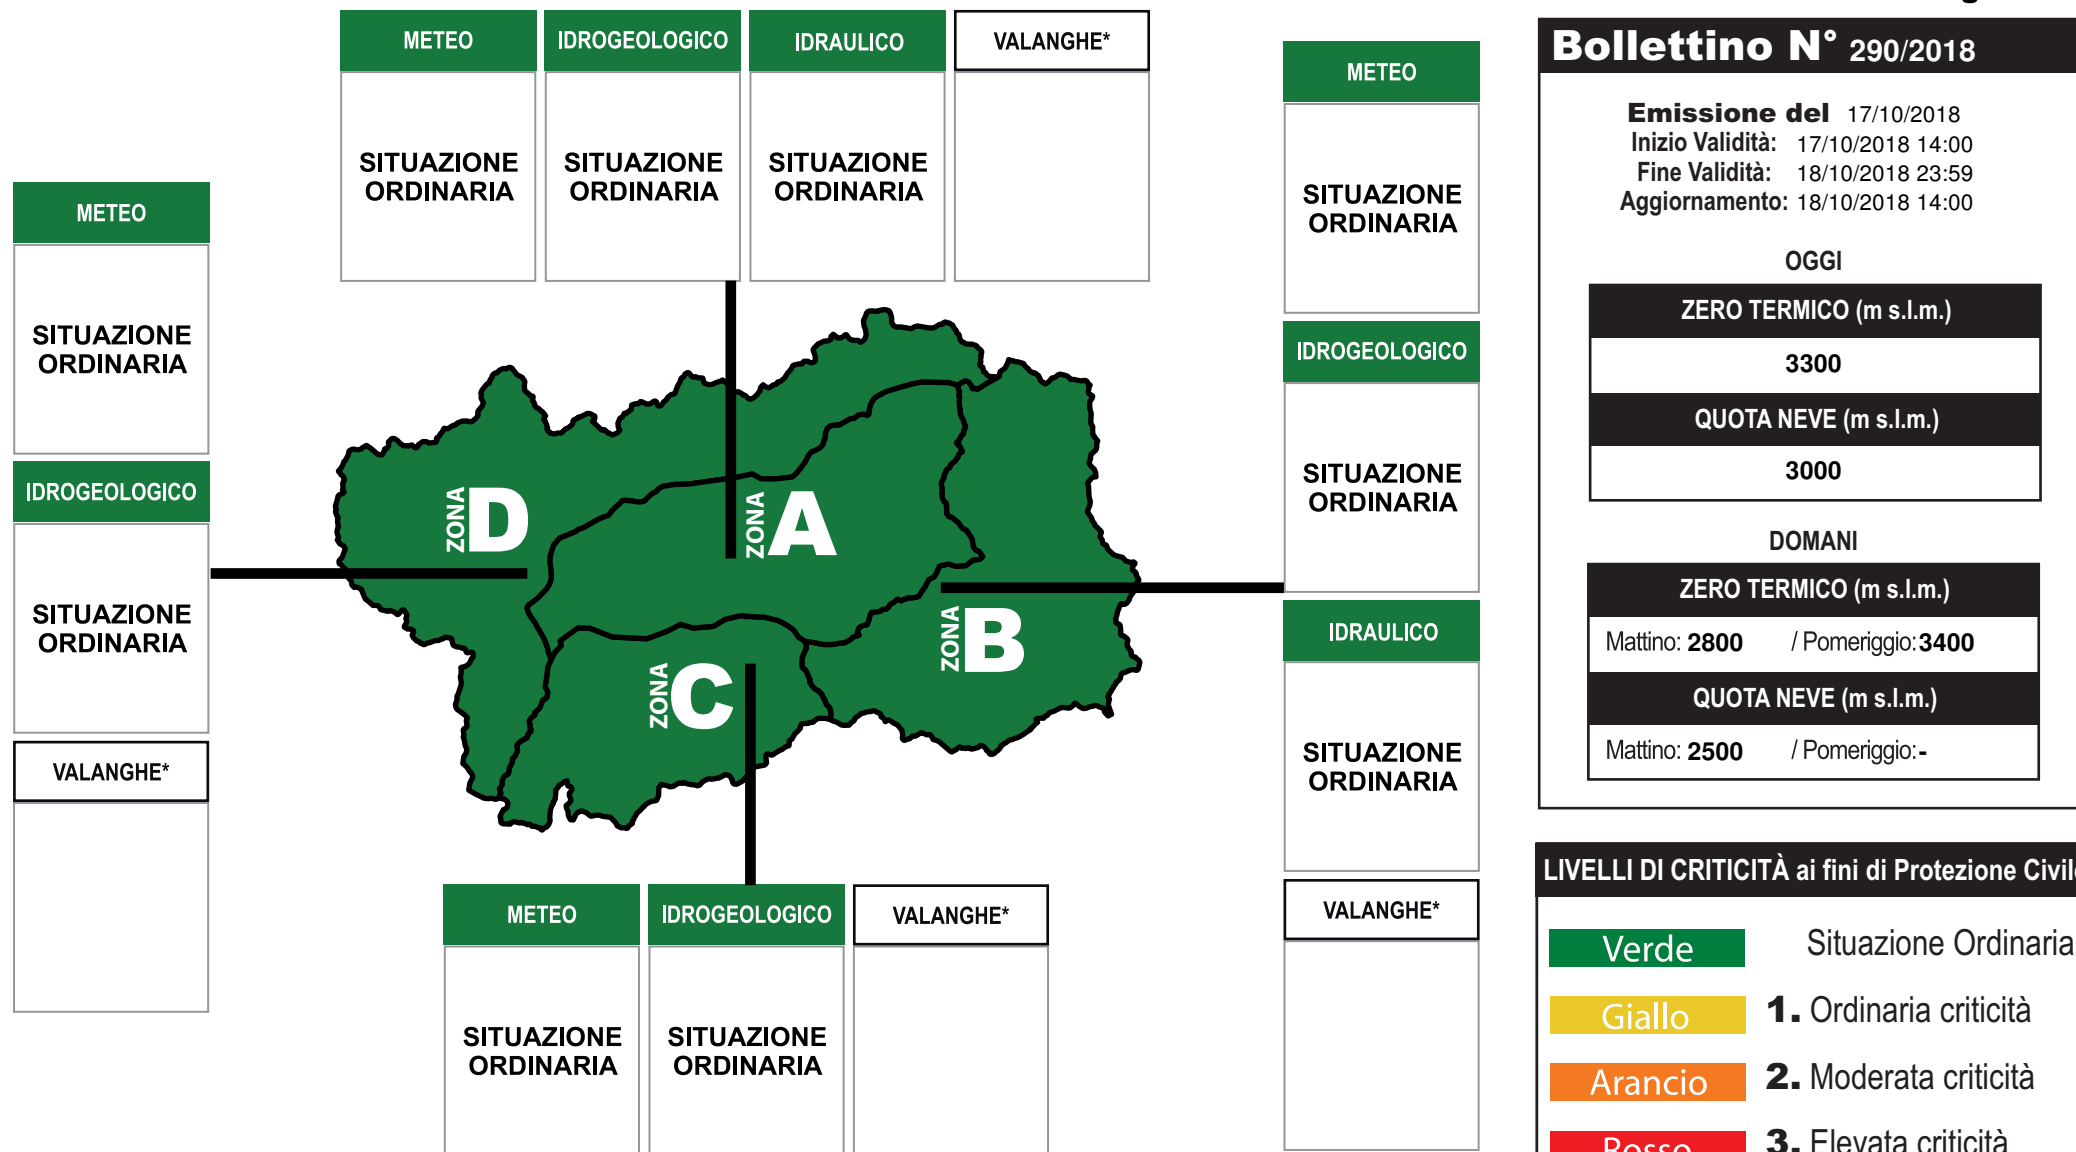 METEO IDROGEOLOGICO IDRAULICO VALANGHE*
SITUAZIONE ORDINARIA
SITUAZIONE ORDINARIA
SITUAZIONE ORDINARIA
METEO
SITUAZIONE
ORDINARIA
IDROGEOLOGICO
SITUAZIONE
ORDINARIA
VALANGHE*
ZONA D
ZONA A
ZONA B
ZONA C
METEO
SITUAZIONE
ORDINARIA
IDROGEOLOGICO
SITUAZIONE
ORDINARIA
IDRAULICO
SITUAZIONE
ORDINARIA
VALANGHE*
METEO IDROGEOLOGICO VALANGHE*
SITUAZIONE ORDINARIA
SITUAZIONE ORDINARIA
Bollettino N° 290/2018
Emissione del 17/10/2018
Inizio Validità: 17/10/2018 14:00
Fine Validità: 18/10/2018 23:59
Aggiornamento: 18/10/2018 14:00
OGGI
ZERO TERMICO (m s.l.m.)
3300
QUOTA NEVE (m s.l.m.)
3000
DOMANI
ZERO TERMICO (m s.l.m.)
Mattino: 2800 / Pomeriggio: 3400
QUOTA NEVE (m s.l.m.)
Mattino: 2500 / Pomeriggio: -
LIVELLI DI CRITICITÀ ai fini di Protezione Civile
Verde Situazione Ordinaria
Giallo 1. Ordinaria criticità
Arancio 2. Moderata criticità
Rosso 3. Elevata criticità